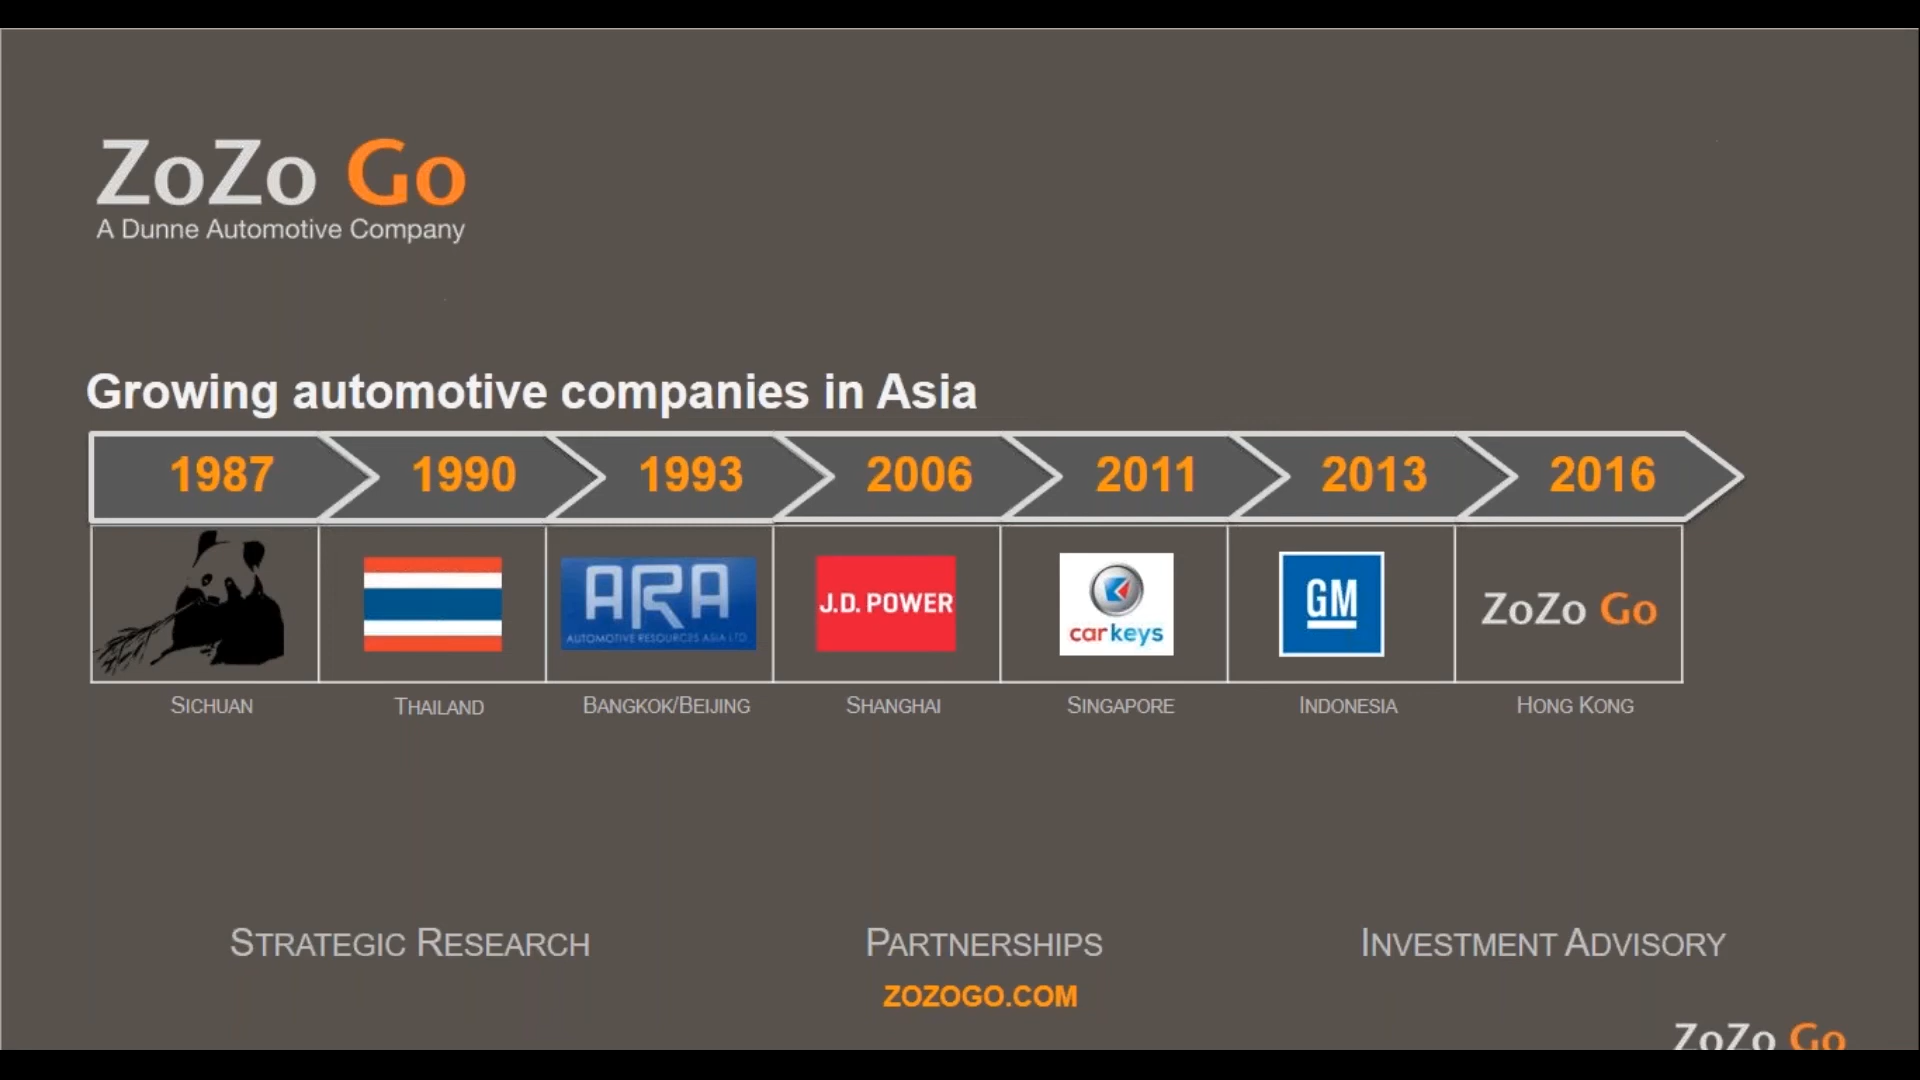 ZoZo Go
A Dunne Automotive Company
Growing automotive companies in Asia
1987 1990 1993 2006 2011 2013 2016
ARA
AUTOMOTIVE RESOURCES ASIA LTD
J.D. POWER
carkeys
GM
ZoZo Go
SICHUAN THAILAND BANGKOK/BEIJING SHANGHAI SINGAPORE INDONESIA HONG KONG
STRATEGIC RESEARCH PARTNERSHIPS INVESTMENT ADVISORY
ZOZOGO.COM
ZoZo Go